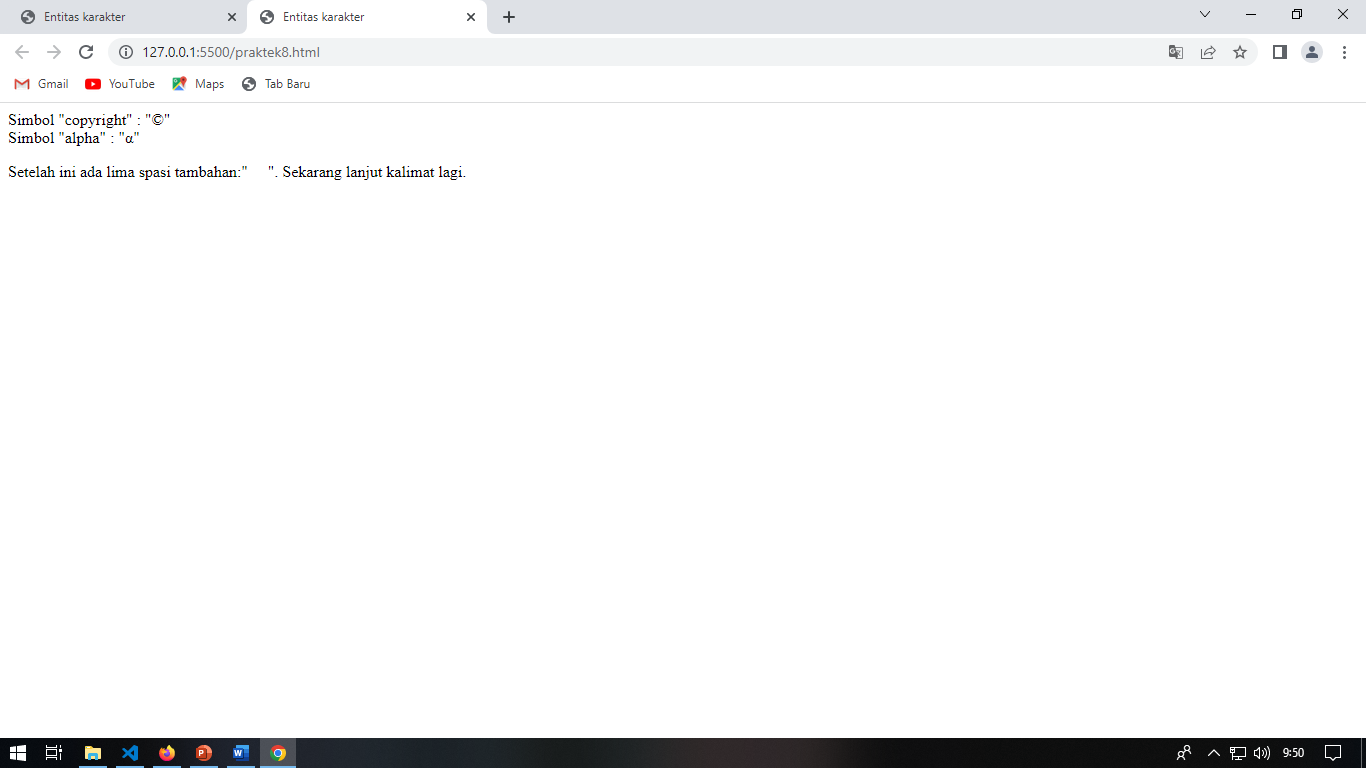 Entitas karakter
Entitas karakter
127.0.0.1:5500/praktek8.html
Gmail YouTube Maps Tab Baru
Simbol "copyright" : "©"
Simbol "alpha" : "α"
Setelah ini ada lima spasi tambahan:"     ". Sekarang lanjut kalimat lagi.
9:50